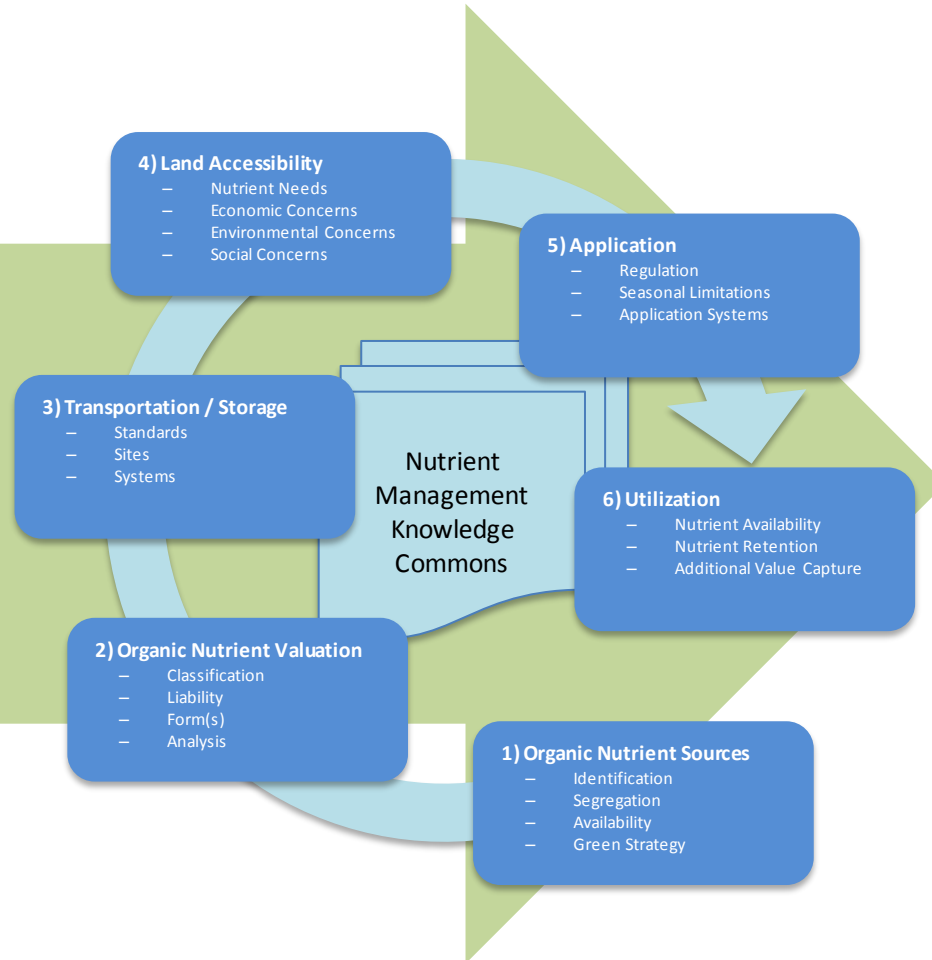 4) Land Accessibility
– Nutrient Needs
– Economic Concerns
– Environmental Concerns
– Social Concerns
5) Application
– Regulation
– Seasonal Limitations
– Application Systems
3) Transportation / Storage
– Standards
– Sites
– Systems
Nutrient
Management
Knowledge
Commons
6) Utilization
– Nutrient Availability
– Nutrient Retention
– Additional Value Capture
2) Organic Nutrient Valuation
– Classification
– Liability
– Form(s)
– Analysis
1) Organic Nutrient Sources
– Identification
– Segregation
– Availability
– Green Strategy